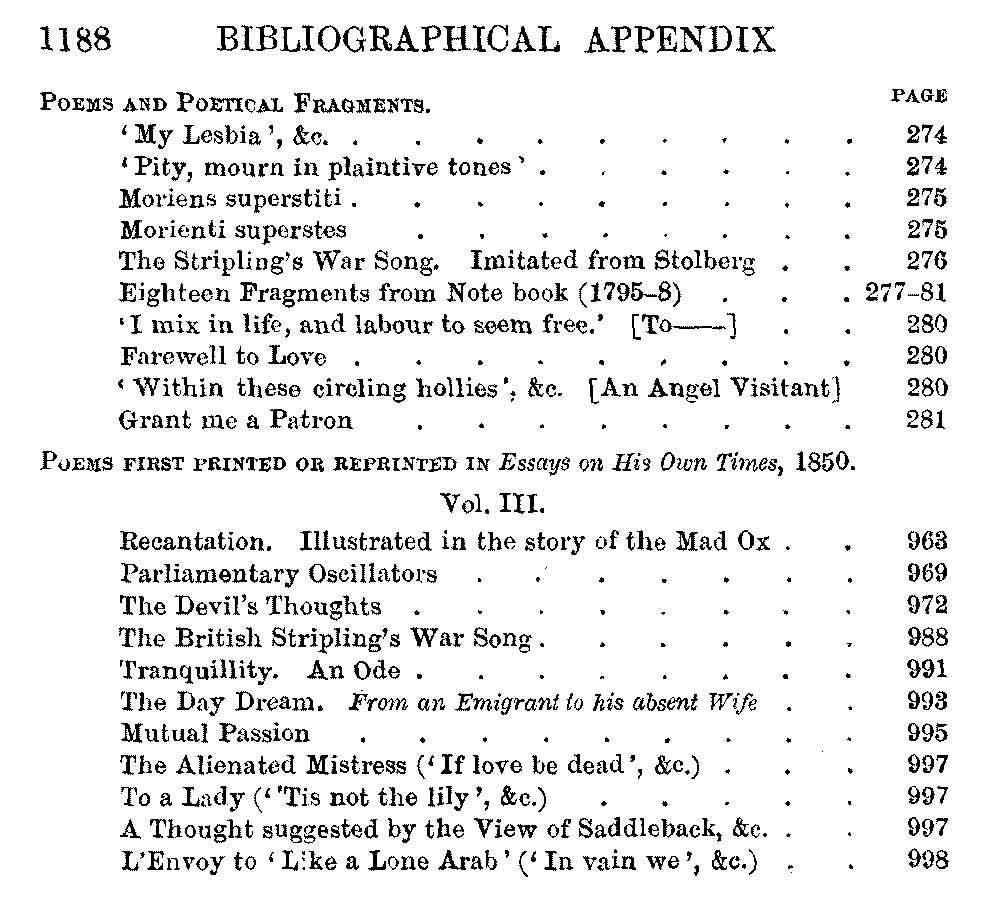 1188 BIBLIOGRAPHICAL APPENDIX
POEMS AND POETICAL FRAGMENTS. PAGE
‘My Lesbia’, &c. . . . . . . . . . 274
‘Pity, mourn in plaintive tones’ . . . . . . 274
Moriens superstiti . . . . . . . . . 275
Morienti superstes . . . . . . . . 275
The Stripling’s War Song. Imitated from Stolberg . . 276
Eighteen Fragments from Note book (1795–8) . . . 277–81
‘I mix in life, and labour to seem free.’ [To——] . . 280
Farewell to Love . . . . . . . . . 280
‘Within these circling hollies’, &c. [An Angel Visitant] 280
Grant me a Patron . . . . . . . . 281
POEMS FIRST PRINTED OR REPRINTED IN Essays on His Own Times, 1850.
Vol. III.
Recantation. Illustrated in the story of the Mad Ox . . 963
Parliamentary Oscillators . . . . . . . 969
The Devil’s Thoughts . . . . . . . . 972
The British Stripling’s War Song . . . . . . 988
Tranquillity. An Ode . . . . . . . . 991
The Day Dream. From an Emigrant to his absent Wife . . 993
Mutual Passion . . . . . . . . . 995
The Alienated Mistress (‘If love be dead’, &c.) . . . 997
To a Lady (‘’Tis not the lily’, &c.) . . . . . 997
A Thought suggested by the View of Saddleback, &c. . . 997
L’Envoy to ‘Like a Lone Arab’ (‘In vain we’, &c.) . . 998